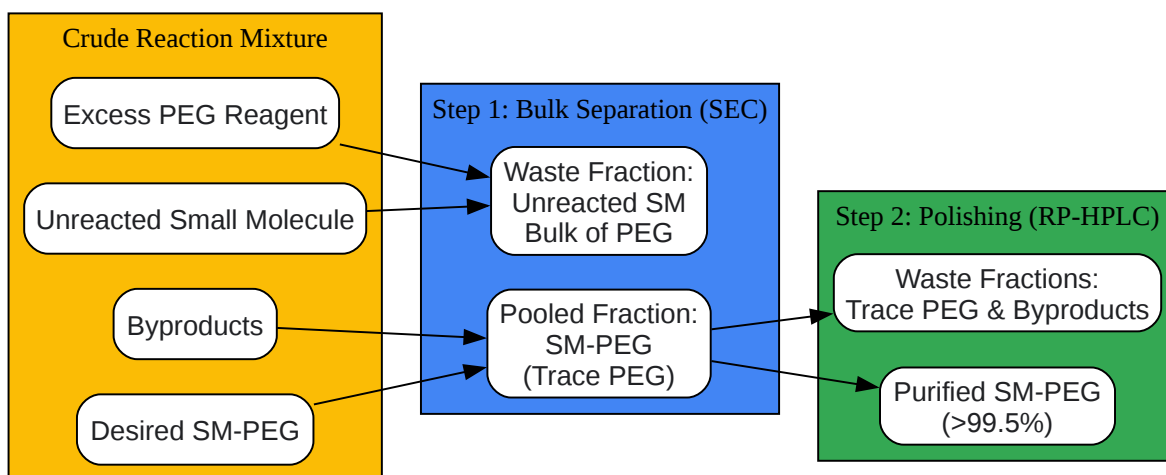 Crude Reaction Mixture
Excess PEG Reagent
Unreacted Small Molecule
Byproducts
Desired SM-PEG
Step 1: Bulk Separation (SEC)
Waste Fraction:
Unreacted SM
Bulk of PEG
Pooled Fraction:
SM-PEG
(Trace PEG)
Step 2: Polishing (RP-HPLC)
Waste Fractions:
Trace PEG & Byproducts
Purified SM-PEG
(>99.5%)